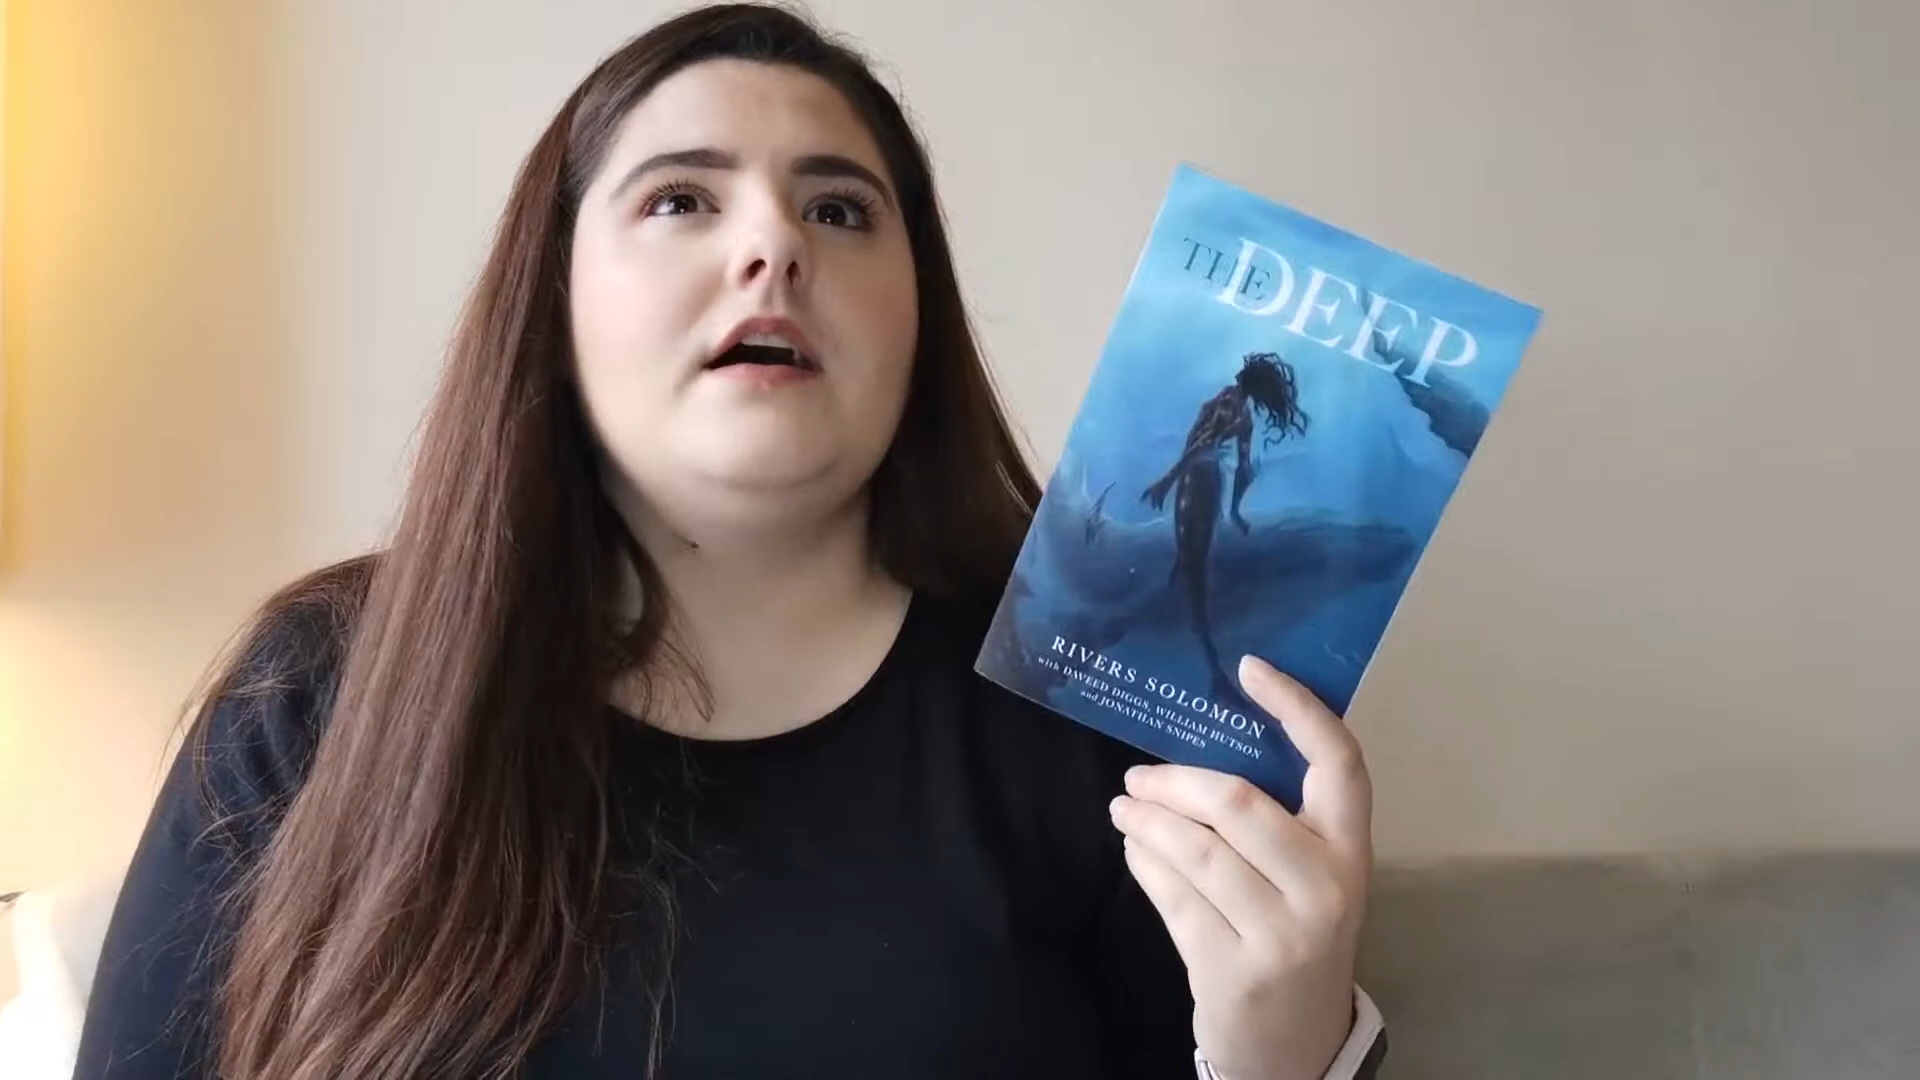 THE DEEP
RIVERS SOLOMON
with DAVEED DIGGS, WILLIAM HUTSON
and JONATHAN SNIPES